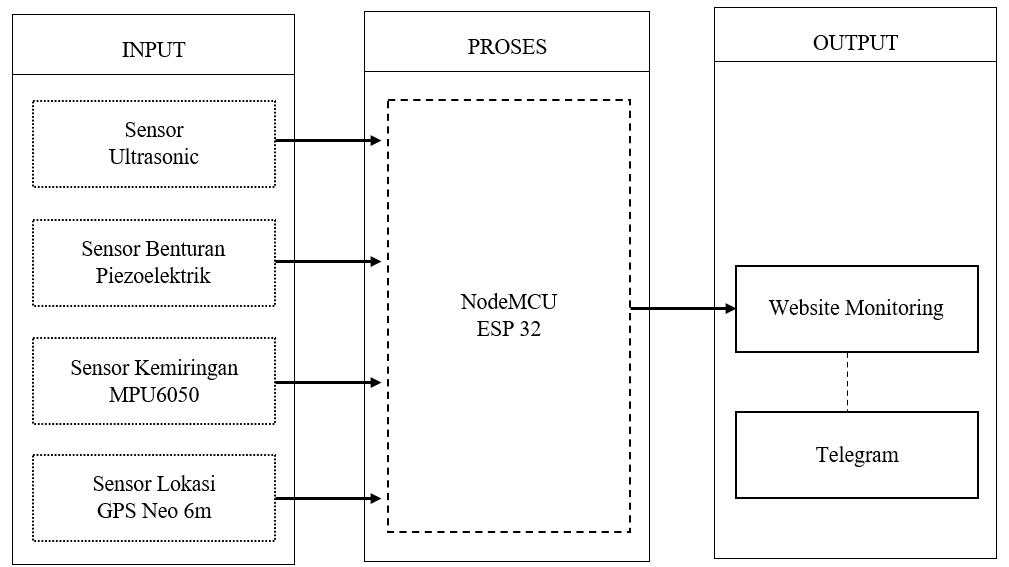 INPUT
Sensor
Ultrasonic
Sensor Benturan
Piezoelektrik
Sensor Kemiringan
MPU6050
Sensor Lokasi
GPS Neo 6m
PROSES
NodeMCU
ESP 32
OUTPUT
Website Monitoring
Telegram